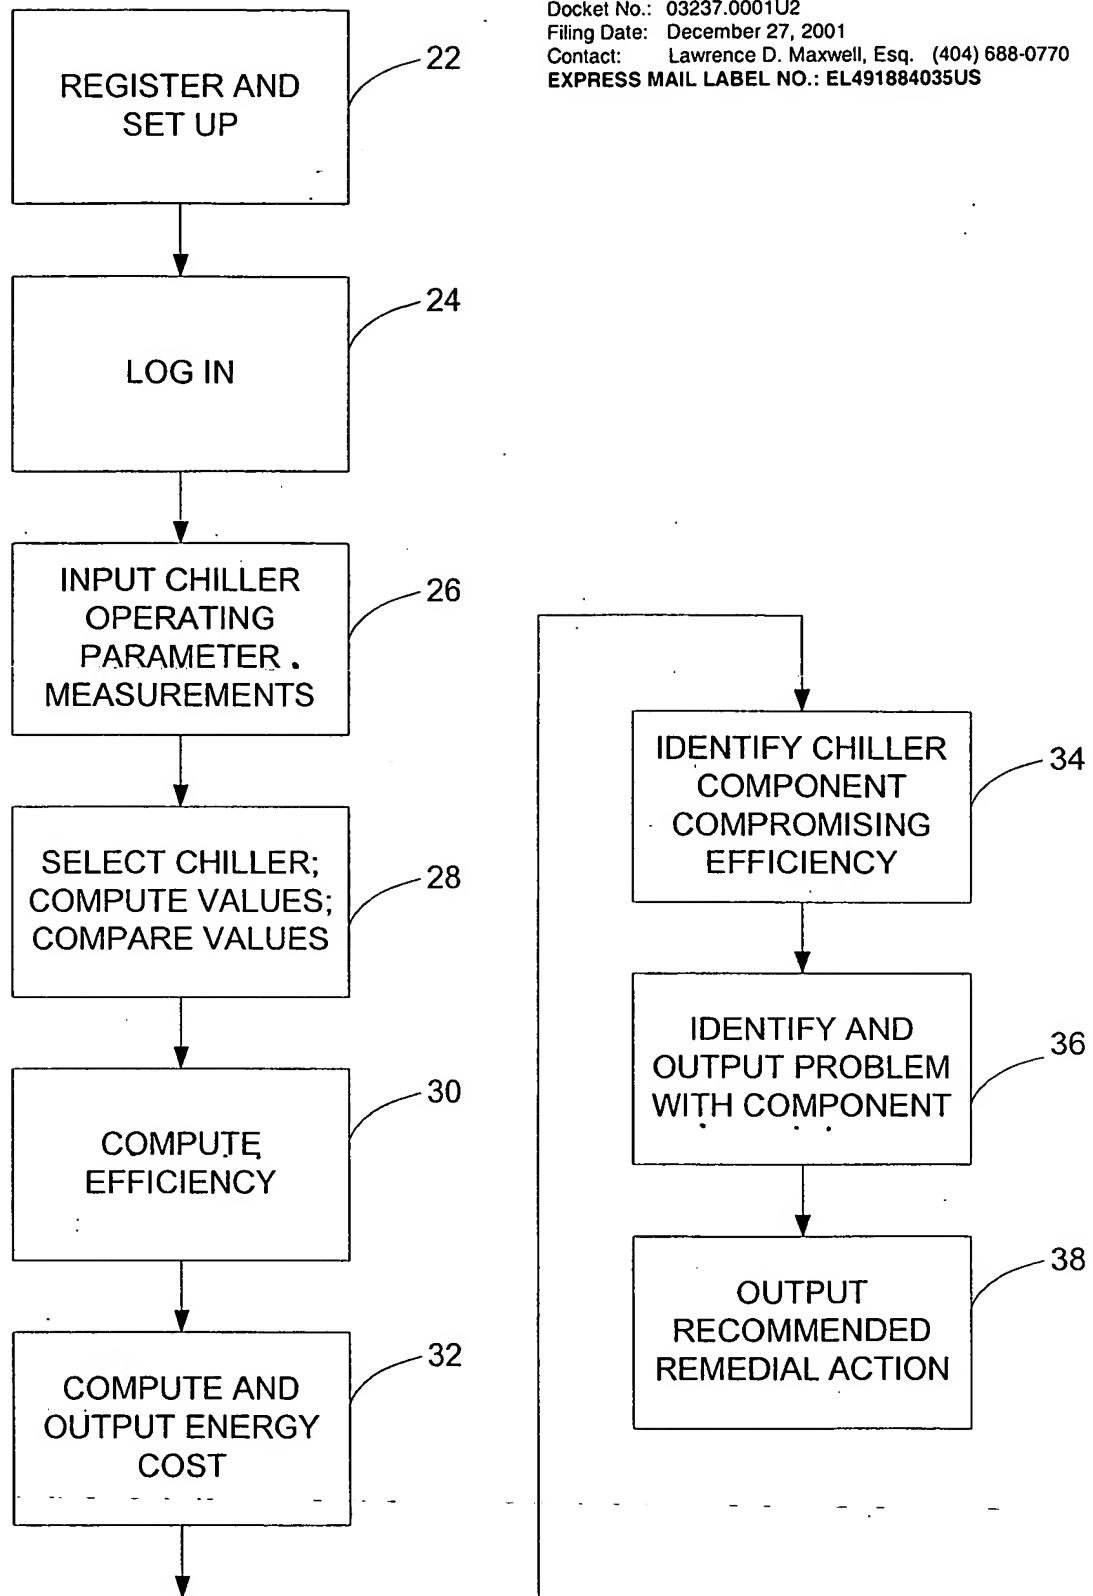 Docket No.: 03237.0001U2
Filing Date: December 27, 2001
Contact: Lawrence D. Maxwell, Esq. (404) 688-0770
EXPRESS MAIL LABEL NO.: EL491884035US
REGISTER AND
SET UP
22
LOG IN
24
INPUT CHILLER
OPERATING
PARAMETER
MEASUREMENTS
26
SELECT CHILLER;
COMPUTE VALUES;
COMPARE VALUES
28
COMPUTE
EFFICIENCY
30
COMPUTE AND
OUTPUT ENERGY
COST
32
IDENTIFY CHILLER
COMPONENT
COMPROMISING
EFFICIENCY
34
IDENTIFY AND
OUTPUT PROBLEM
WITH COMPONENT
36
OUTPUT
RECOMMENDED
REMEDIAL ACTION
38